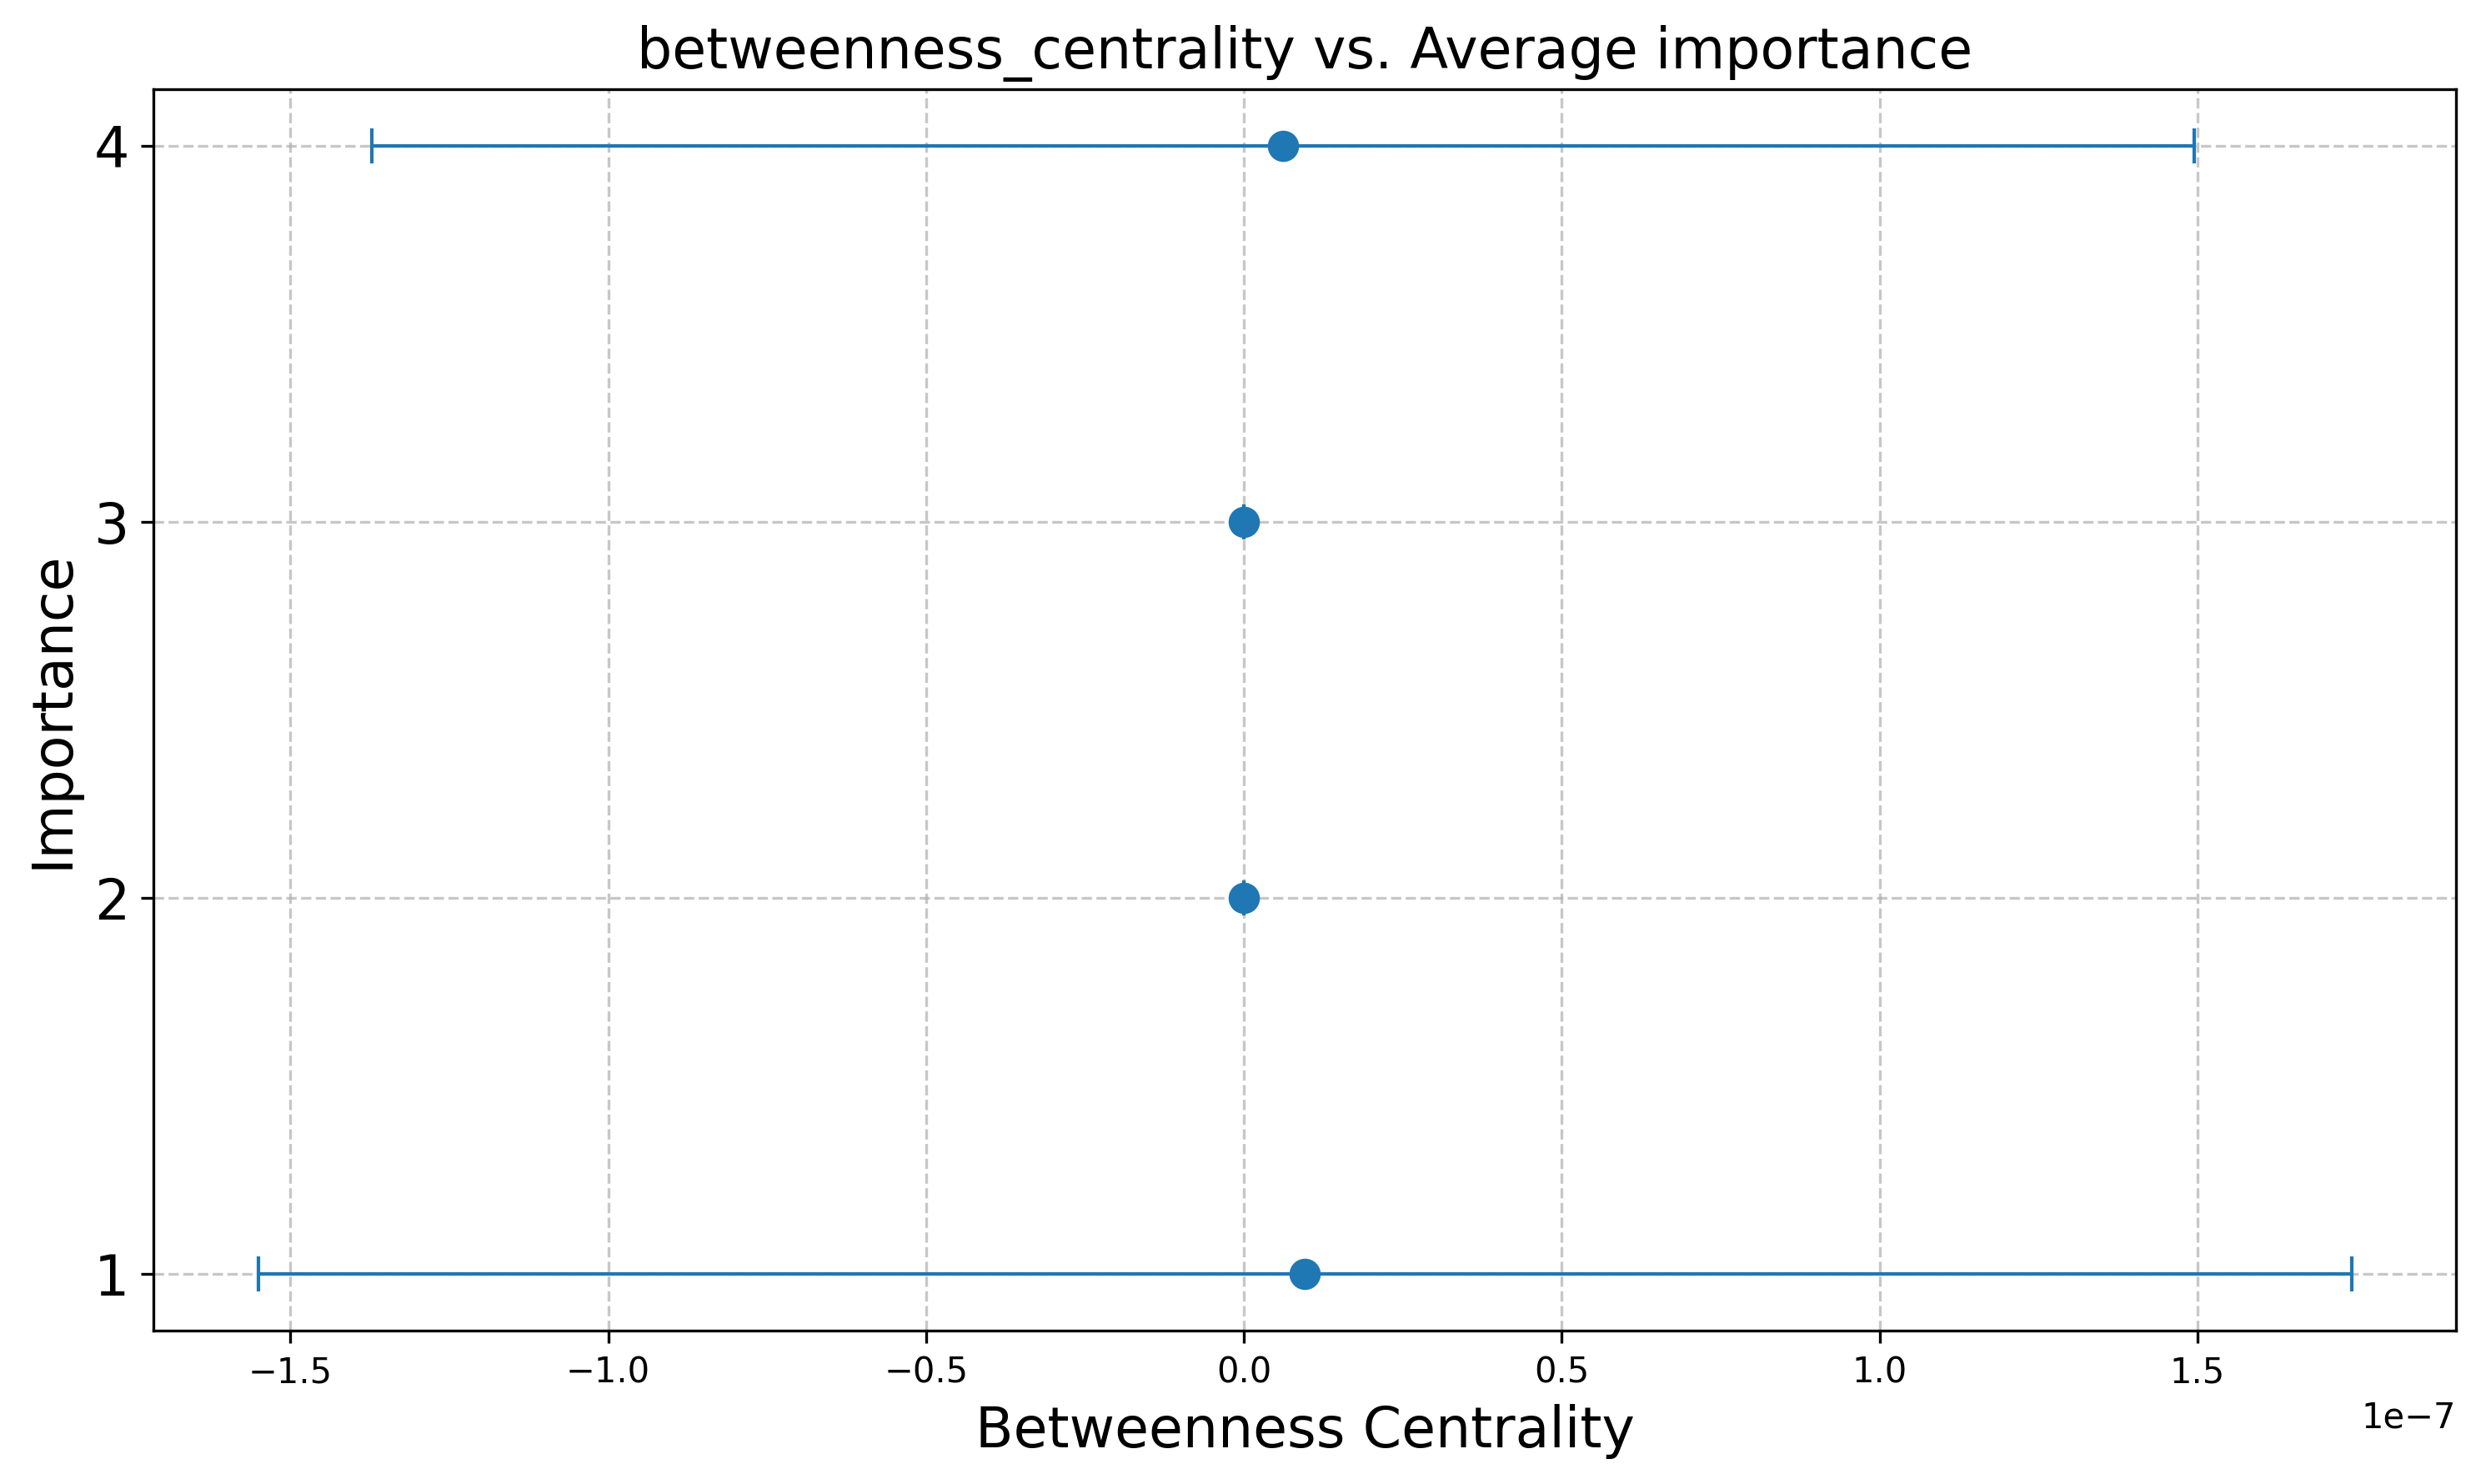 betweenness_centrality vs. Average importance
4
3
2
1
Importance
−1.5 −1.0 −0.5 0.0 0.5 1.0 1.5
1e−7
Betweenness Centrality